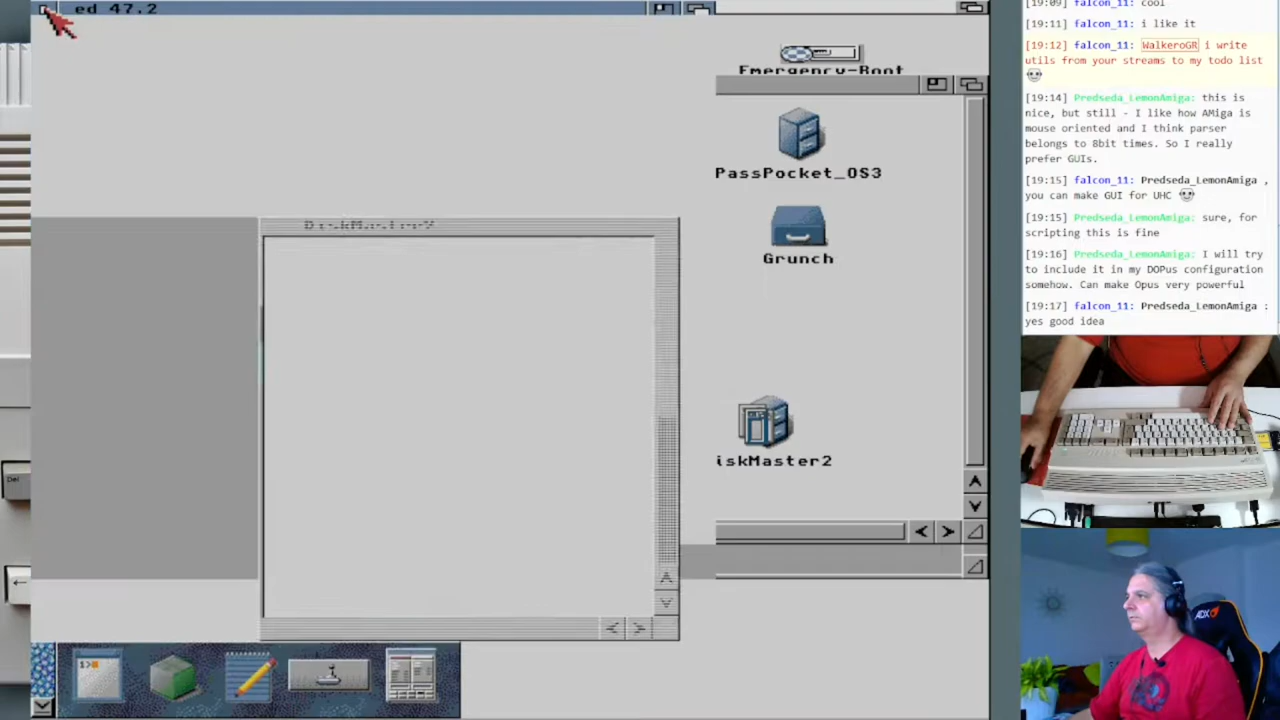 ed 47.2
Emergency-Boot
PassPocket_OS3
Grunch
DiskMaster2
iskMaster2
1>
Del
[19:09] falcon_11: cool
[19:11] falcon_11: i like it
[19:12] falcon_11: WalkeroGR i write
utils from your streams to my todo list
[19:14] Predseda_LemonAmiga: this is
nice, but still - I like how AMiga is
mouse oriented and I think parser
belongs to 8bit times. So I really
prefer GUIs.
[19:15] falcon_11: Predseda_LemonAmiga ,
you can make GUI for UHC
[19:15] Predseda_LemonAmiga: sure, for
scripting this is fine
[19:16] Predseda_LemonAmiga: I will try
to include it in my DOPus configuration
somehow. Can make Opus very powerful
[19:17] falcon_11: Predseda_LemonAmiga :
yes good idea
ADX